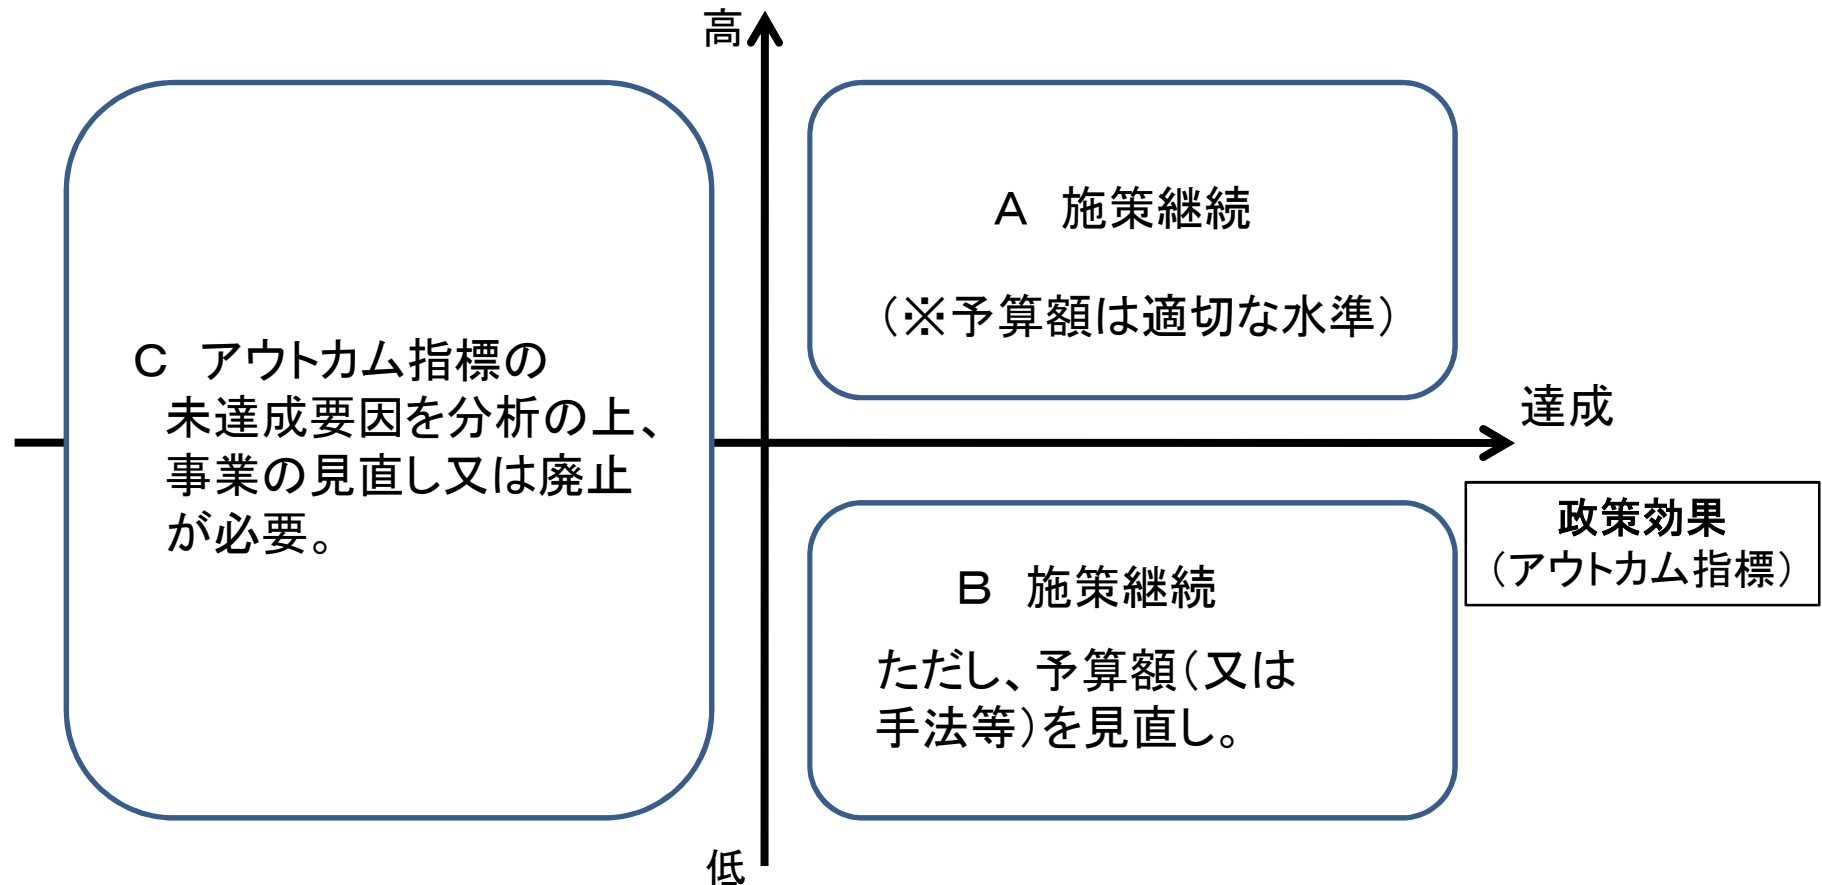 高
A 施策継続
(※予算額は適切な水準)
C アウトカム指標の
未達成要因を分析の上、
事業の見直し又は廃止
が必要。
達成
政策効果
(アウトカム指標)
B 施策継続
ただし、予算額(又は
手法等)を見直し。
低